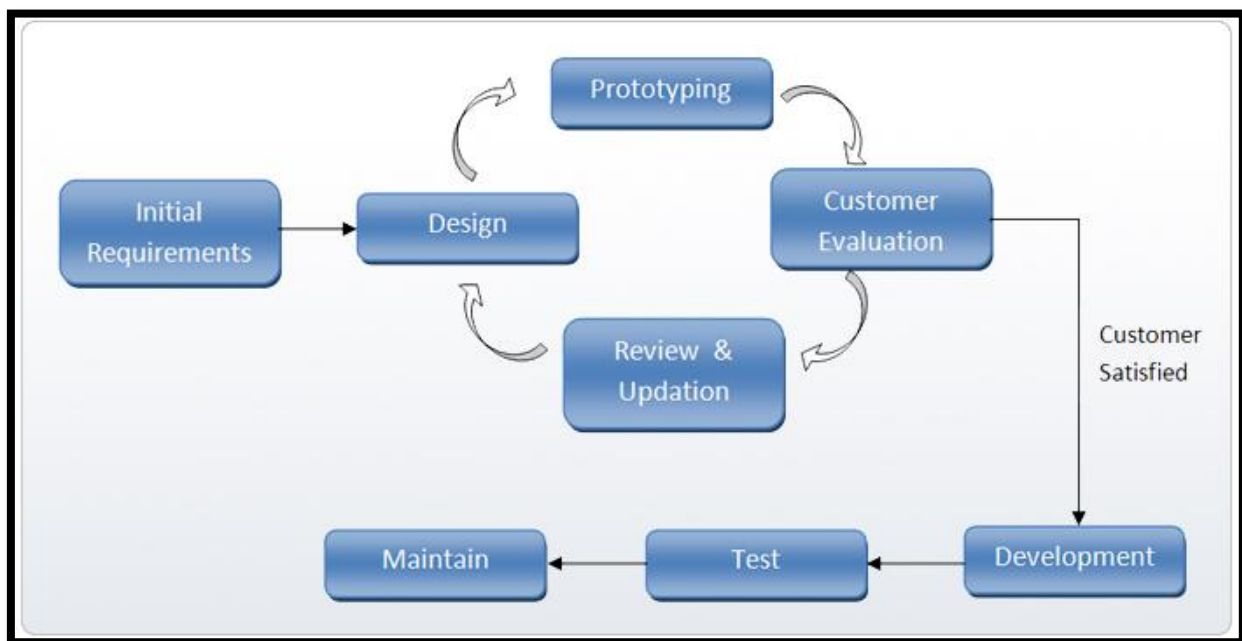 Prototyping
Initial
Requirements
Design
Customer
Evaluation
Review &
Updation
Customer
Satisfied
Maintain
Test
Development